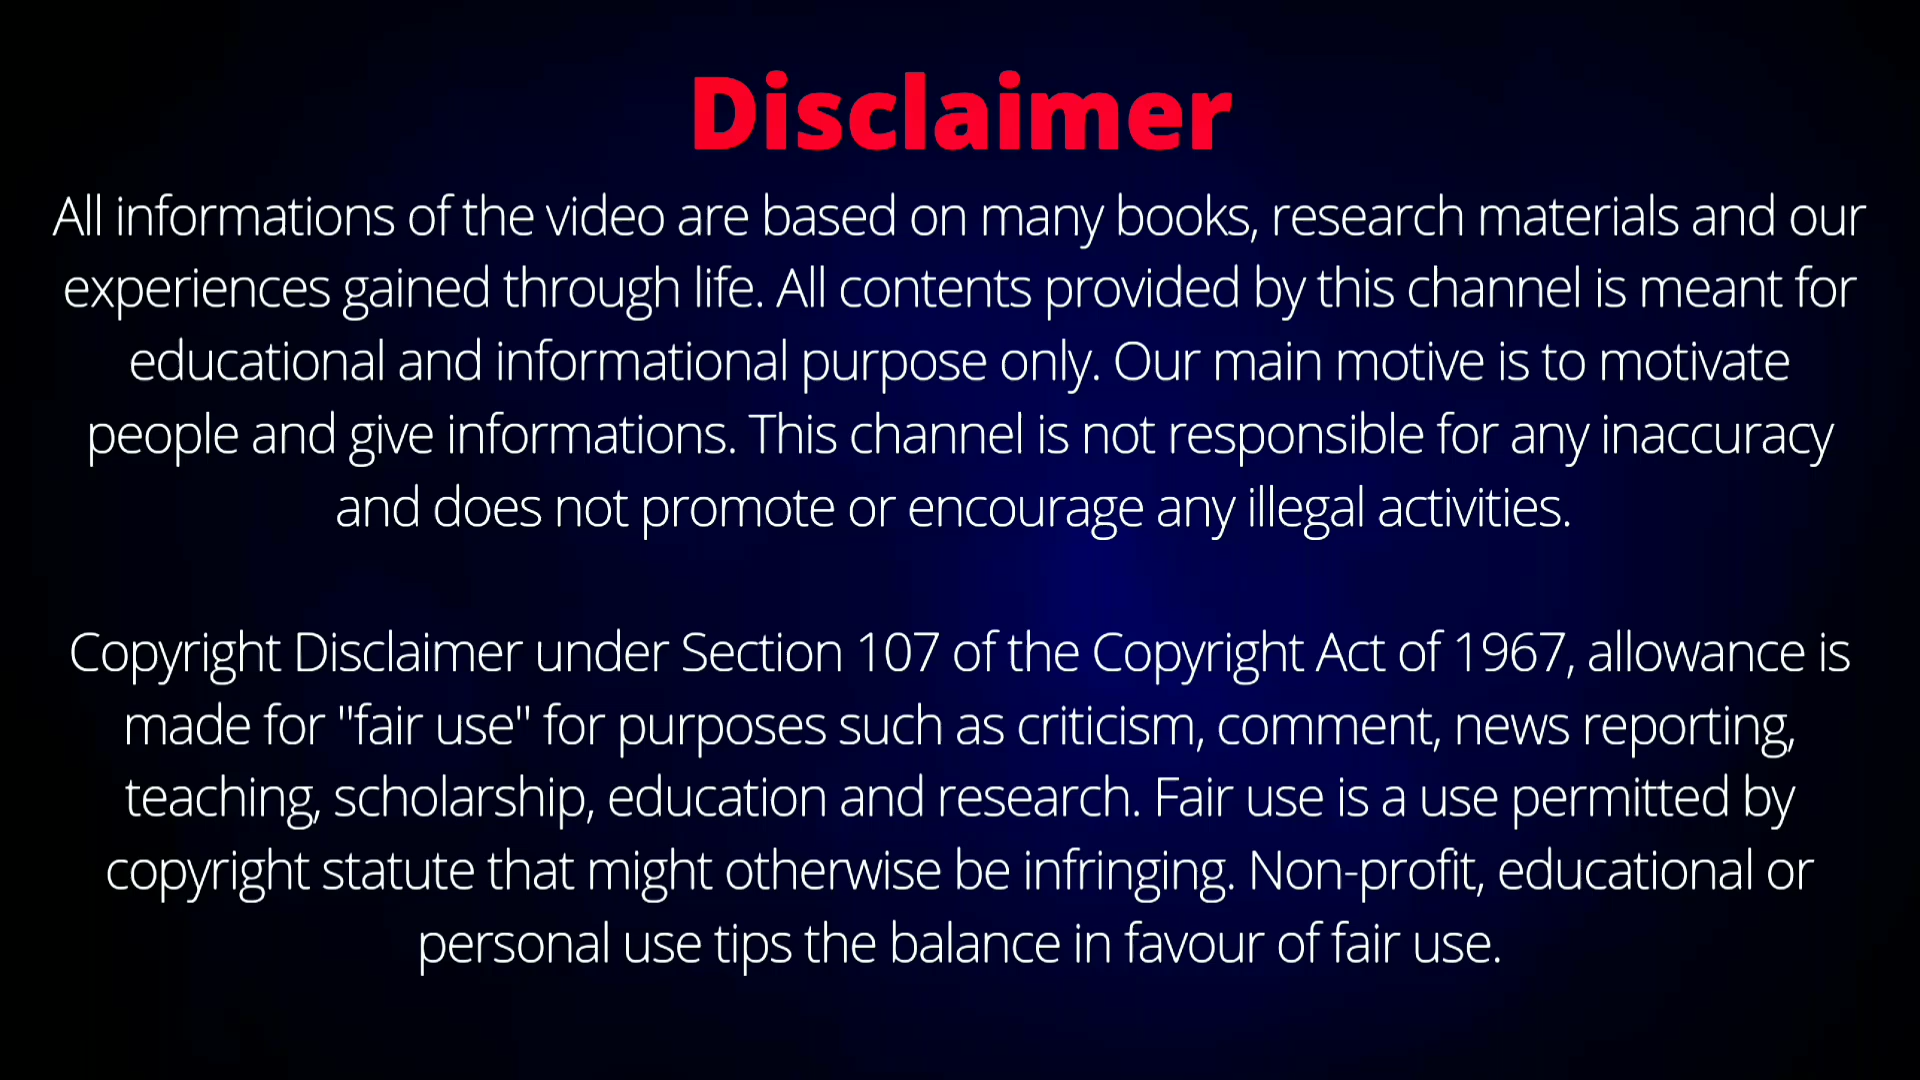 Disclaimer
All informations of the video are based on many books, research materials and our
experiences gained through life. All contents provided by this channel is meant for
educational and informational purpose only. Our main motive is to motivate
people and give informations. This channel is not responsible for any inaccuracy
and does not promote or encourage any illegal activities.
Copyright Disclaimer under Section 107 of the Copyright Act of 1967, allowance is
made for "fair use" for purposes such as criticism, comment, news reporting,
teaching, scholarship, education and research. Fair use is a use permitted by
copyright statute that might otherwise be infringing. Non-profit, educational or
personal use tips the balance in favour of fair use.